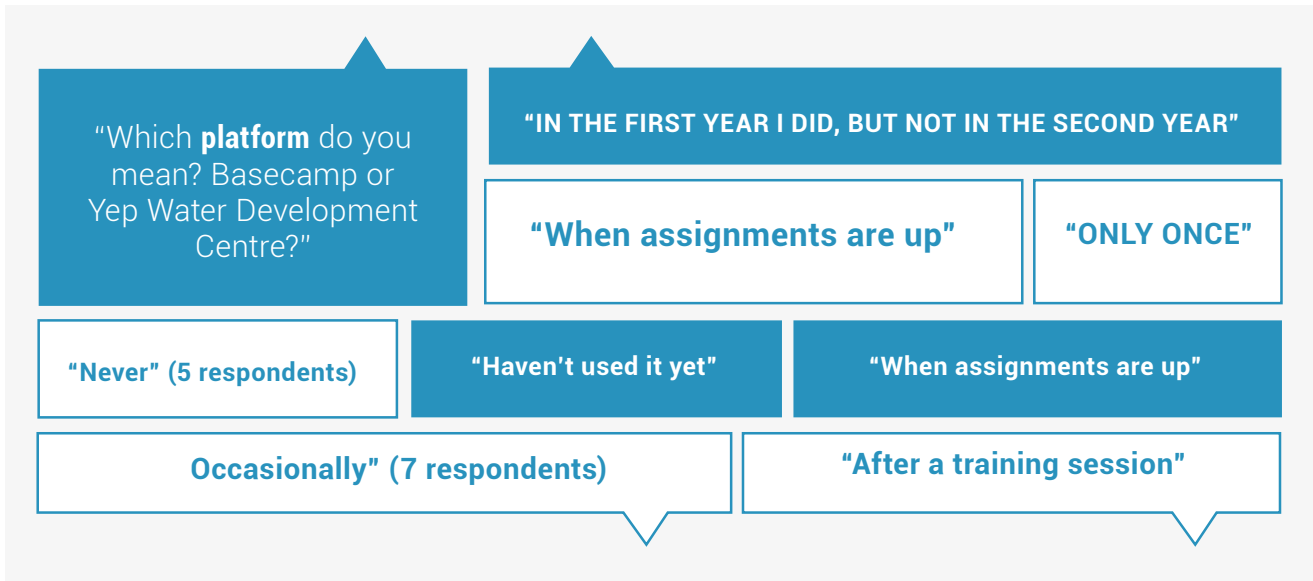 “Which platform do you
mean? Basecamp or
Yep Water Development
Centre?”
“IN THE FIRST YEAR I DID, BUT NOT IN THE SECOND YEAR”
“When assignments are up”
“ONLY ONCE”
“Never” (5 respondents)
“Haven’t used it yet”
“When assignments are up”
Occasionally” (7 respondents)
“After a training session”